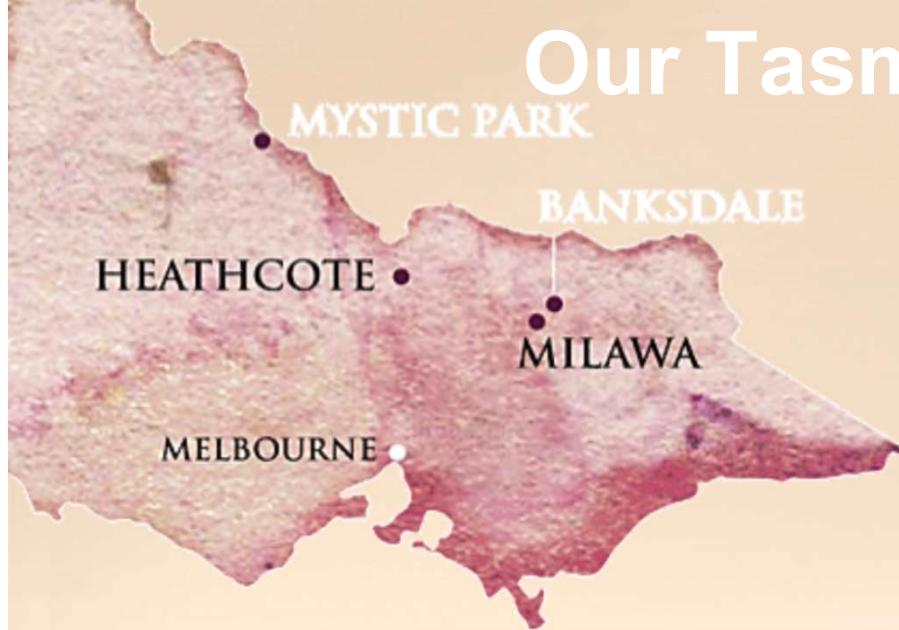 Our Tasm
MYSTIC PARK
BANKSDALE
HEATHCOTE
MILAWA
MELBOURNE